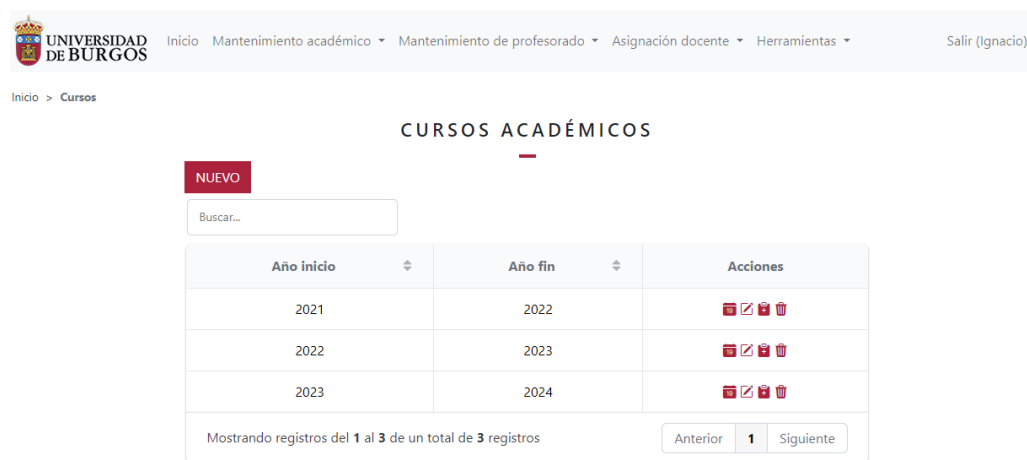 UNIVERSIDAD
DE BURGOS
Inicio Mantenimiento académico Mantenimiento de profesorado Asignación docente Herramientas Salir (Ignacio)
Inicio > Cursos
CURSOS ACADÉMICOS
NUEVO
Buscar...
Año inicio Año fin Acciones
2021 2022
2022 2023
2023 2024
Mostrando registros del 1 al 3 de un total de 3 registros Anterior 1 Siguiente